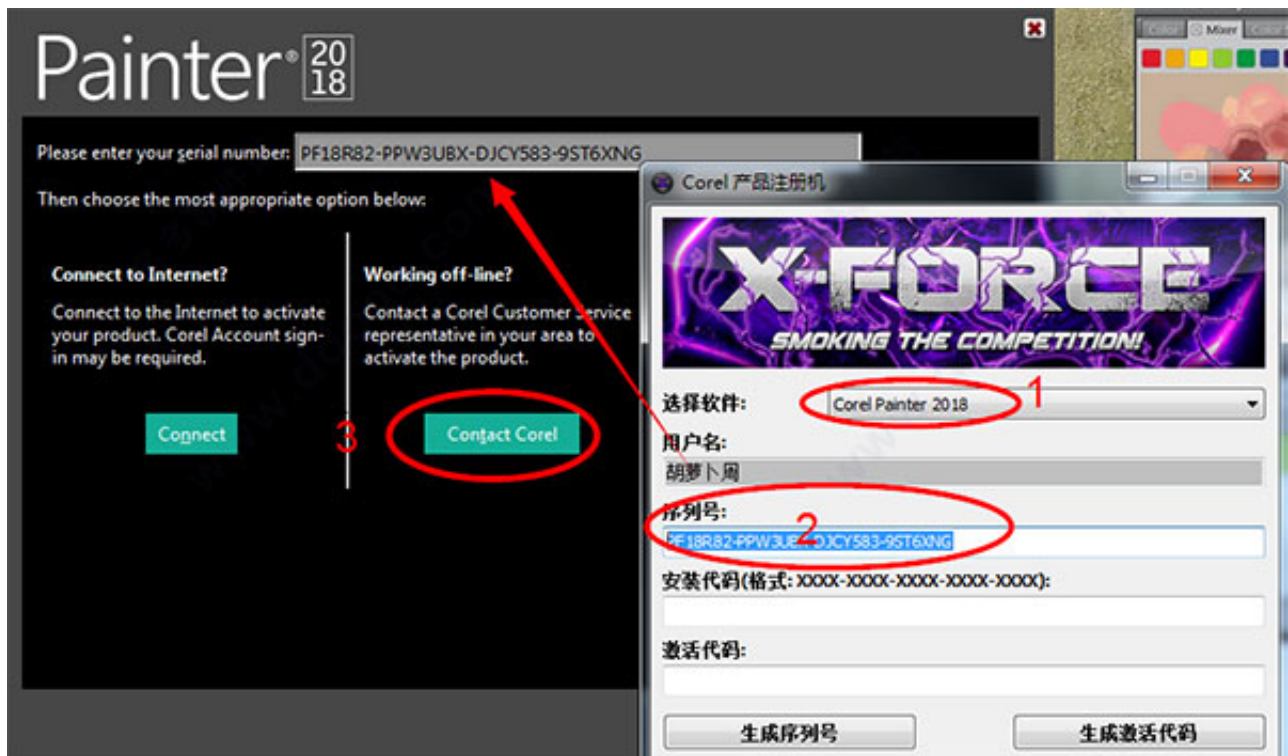 Painter® 2018
Please enter your serial number: PF18R82-PPW3UBX-DJCY583-9ST6XNG
Then choose the most appropriate option below:
Connect to Internet?
Connect to the Internet to activate
your product. Corel Account sign-
in may be required.
Connect
3
Working off-line?
Contact a Corel Customer Service
representative in your area to
activate the product.
Contact Corel
Mixer
Corel 产品注册机
X-FORCE
SMOKING THE COMPETITION!
选择软件: Corel Painter 2018 1
用户名:
胡萝卜周
序列号:
2
PF18R82-PPW3UBX-DJCY583-9ST6XNG
安装代码(格式: XXXX-XXXX-XXXX-XXXX-XXXX):
激活代码:
生成序列号 生成激活代码